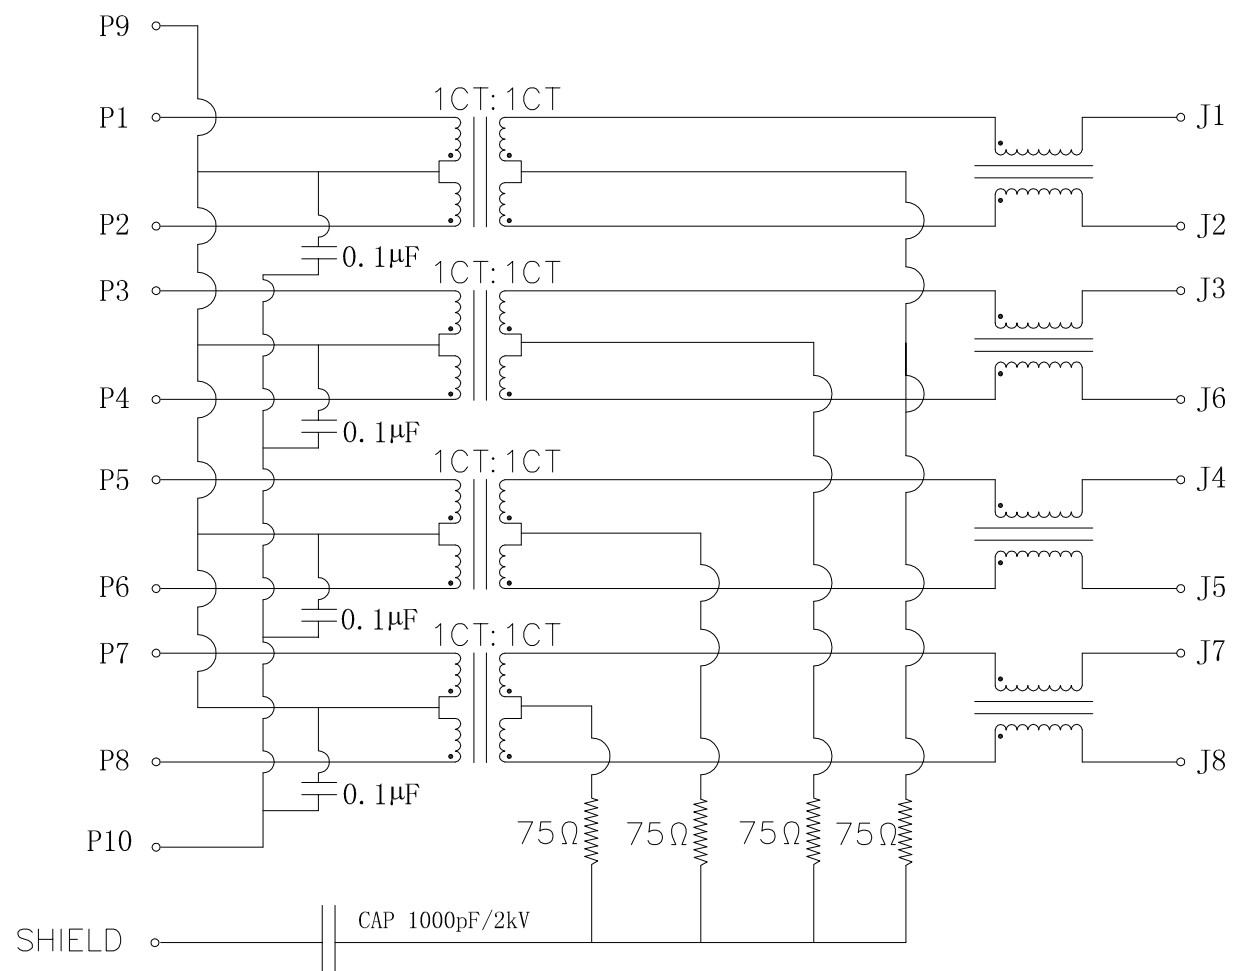 P9
1CT:1CT
P1
J1
P2
J2
0.1μF
1CT:1CT
P3
J3
P4
J6
0.1μF
1CT:1CT
P5
J4
P6
J5
0.1μF
1CT:1CT
P7
J7
P8
J8
0.1μF
P10
75Ω
75Ω
75Ω
75Ω
CAP 1000pF/2kV
SHIELD